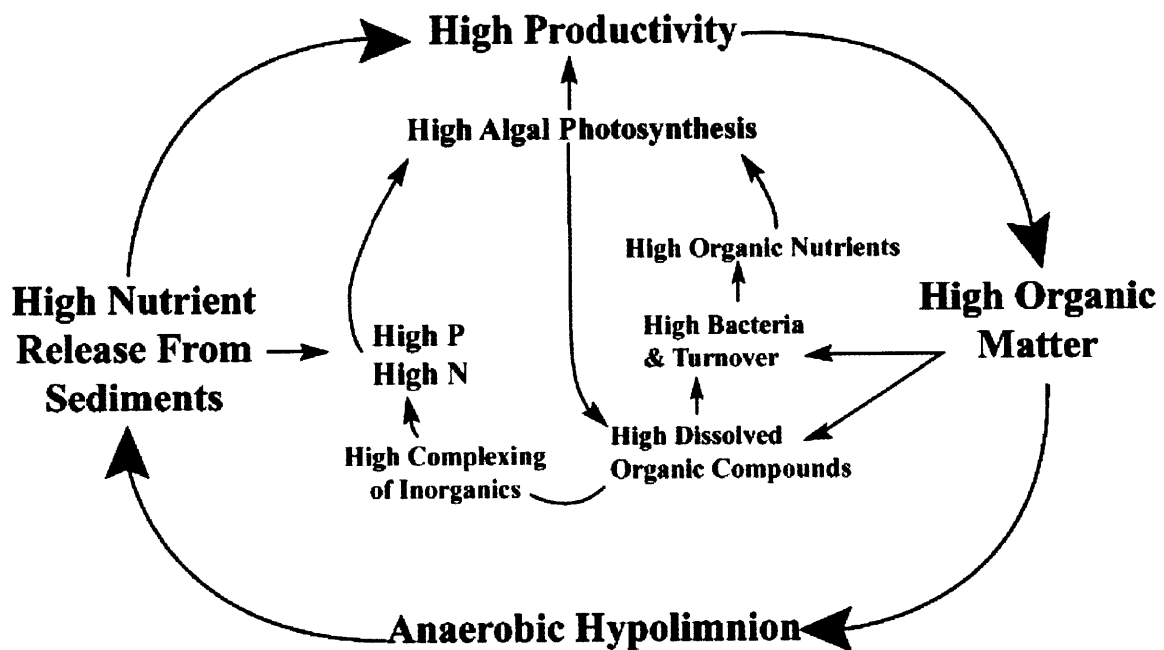 High Productivity
High Algal Photosynthesis
High Organic Nutrients
High Nutrient
Release From
Sediments
High P
High N
High Bacteria
& Turnover
High Organic
Matter
High Complexing
of Inorganics
High Dissolved
Organic Compounds
Anaerobic Hypolimnion